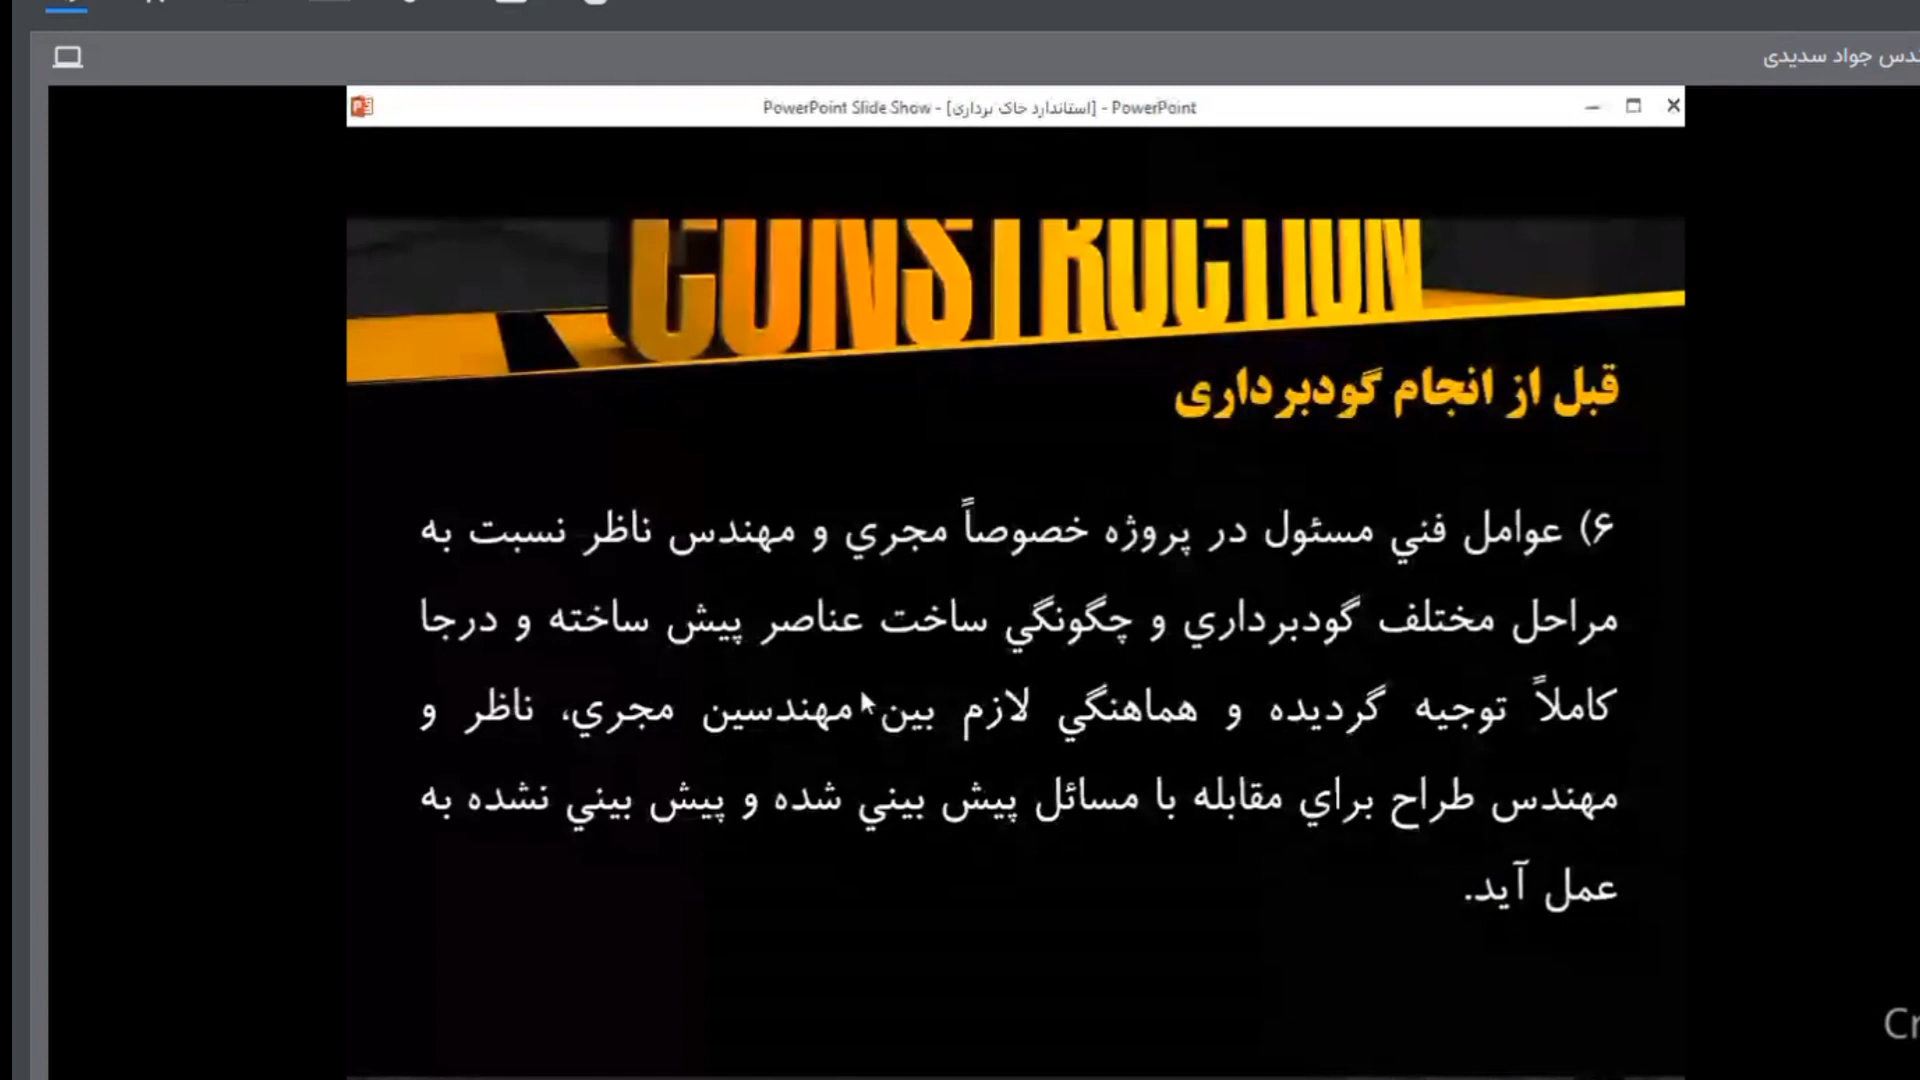 جواد سدیدی
PowerPoint Slide Show - [استاندارد خاک برداری] - PowerPoint
CONSTRUCTION
قبل از انجام گودبرداری
۶) عوامل فني مسئول در پروژه خصوصاً مجري و مهندس ناظر نسبت به
مراحل مختلف گودبرداري و چگونگي ساخت عناصر پيش ساخته و درجا
کاملاً توجيه گرديده و هماهنگي لازم بين مهندسين مجري، ناظر و
مهندس طراح براي مقابله با مسائل پيش بيني شده و پيش بيني نشده به
عمل آيد.